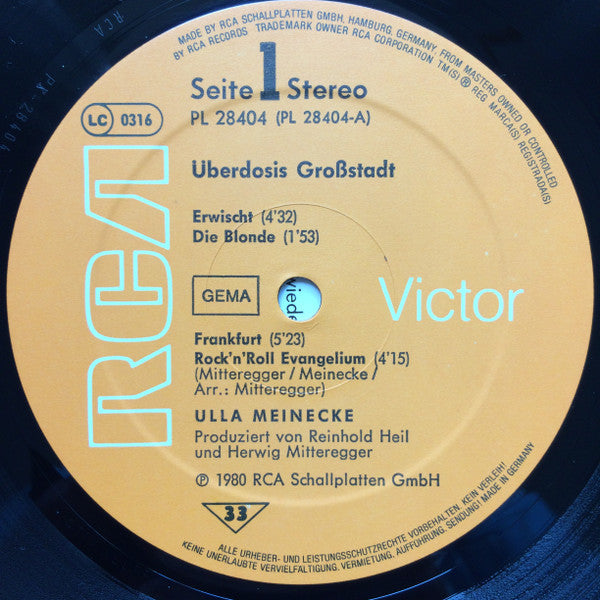 MADE BY RCA SCHALLPLATTEN GMBH, HAMBURG, GERMANY, FROM MASTERS OWNED OR CONTROLLED
BY RCA RECORDS TRADEMARK OWNER RCA CORPORATION TM(S)® REG MARCA(S) REGISTRADA(S)
Seite 1 Stereo
PL 28404 (PL 28404-A)
LC 0316
Uberdosis Großstadt
Erwischt (4'32)
Die Blonde (1'53)
GEMA
RCA
Victor
Frankfurt (5'23)
Rock'n'Roll Evangelium (4'15)
(Mitteregger/Meinecke/
Arr.: Mitteregger)
ULLA MEINECKE
Produziert von Reinhold Heil
und Herwig Mitteregger
Ⓟ 1980 RCA Schallplatten GmbH
33
ALLE URHEBER- UND LEISTUNGSSCHUTZRECHTE VORBEHALTEN. KEIN VERLEIH!
KEINE UNERLAUBTE VERVIELFÄLTIGUNG, VERMIETUNG, AUFFÜHRUNG, SENDUNG! MADE IN GERMANY